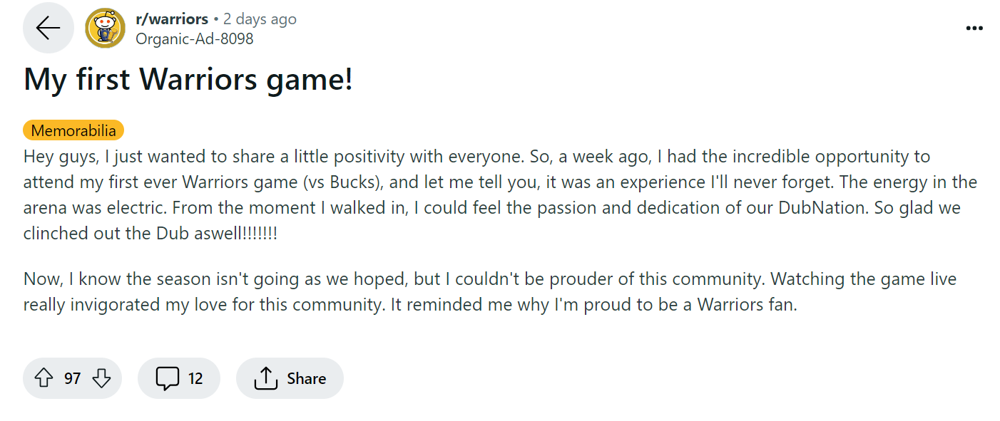 r/warriors • 2 days ago
Organic-Ad-8098
My first Warriors game!
Memorabilia
Hey guys, I just wanted to share a little positivity with everyone. So, a week ago, I had the incredible opportunity to
attend my first ever Warriors game (vs Bucks), and let me tell you, it was an experience I'll never forget. The energy in the
arena was electric. From the moment I walked in, I could feel the passion and dedication of our DubNation. So glad we
clinched out the Dub aswell!!!!!!!
Now, I know the season isn't going as we hoped, but I couldn't be prouder of this community. Watching the game live
really invigorated my love for this community. It reminded me why I'm proud to be a Warriors fan.
97
12
Share